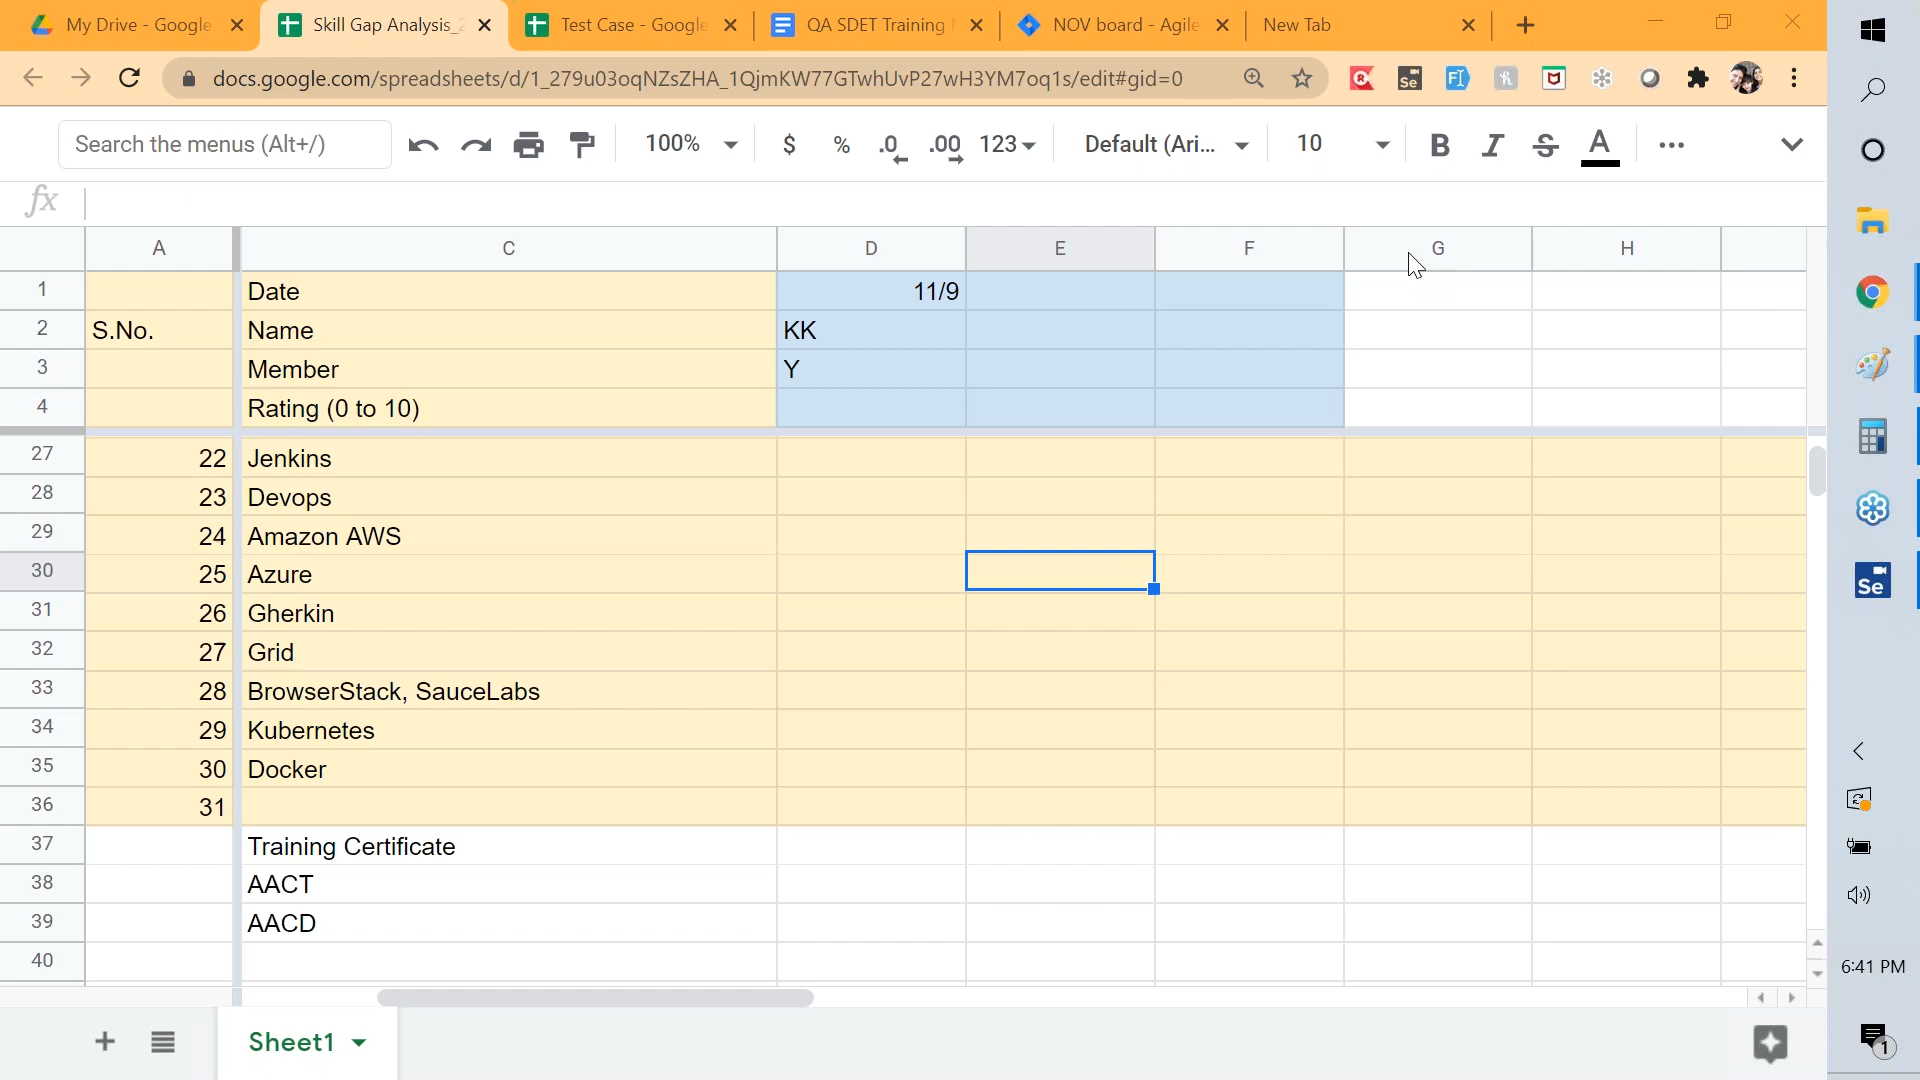 My Drive - Google
Skill Gap Analysis_2
Test Case - Google
QA SDET Training
NOV board - Agile
New Tab
docs.google.com/spreadsheets/d/1_279u03oqNZsZHA_1QjmKW77GTwhUvP27wH3YM7oq1s/edit#gid=0
Search the menus (Alt+/)
100%
$
%
.0
.00
123
Default (Ari...
10
B
I
S
A
fx
A
C
D
E
F
G
H
1
Date
11/9
2
S.No.
Name
KK
3
Member
Y
4
Rating (0 to 10)
27
22
Jenkins
28
23
Devops
29
24
Amazon AWS
30
25
Azure
31
26
Gherkin
32
27
Grid
33
28
BrowserStack, SauceLabs
34
29
Kubernetes
35
30
Docker
36
31
37
Training Certificate
38
AACT
39
AACD
40
Sheet1
Se
6:41 PM
1